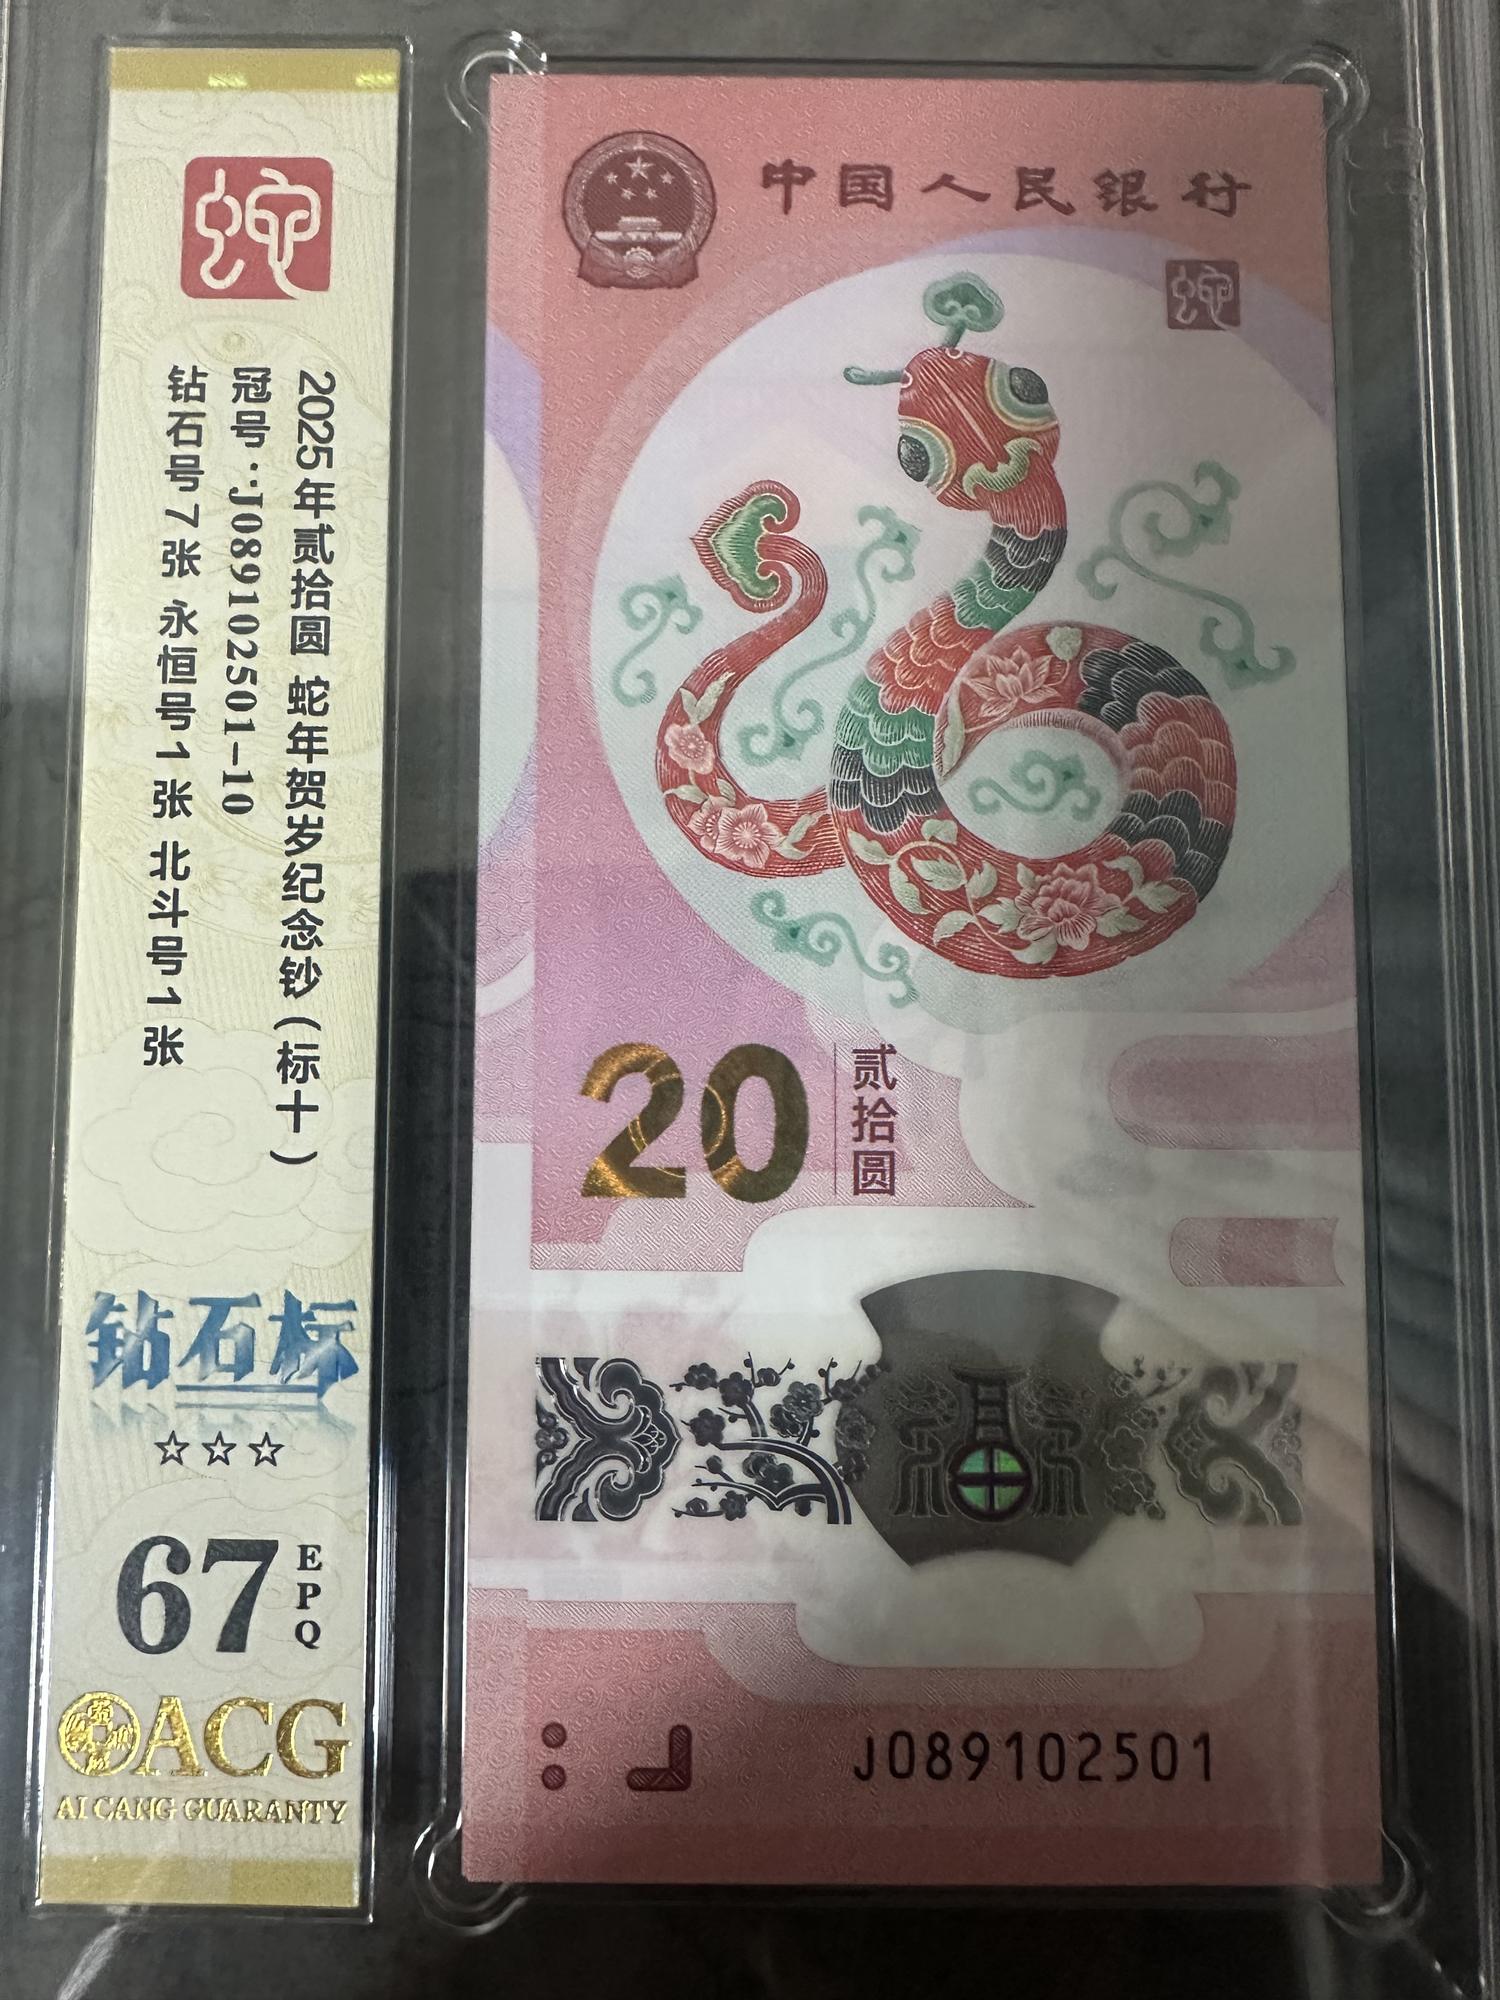 蛇
2025年贰拾圆 蛇年贺岁纪念钞(标十)
冠号:J089102501-10
钻石号7张 永恒号1张 北斗号1张
钻石标
☆☆☆
67 EPQ
ACG
AI CANG GUARANTY
中国人民银行
蛇
20 贰拾圆
福
J089102501